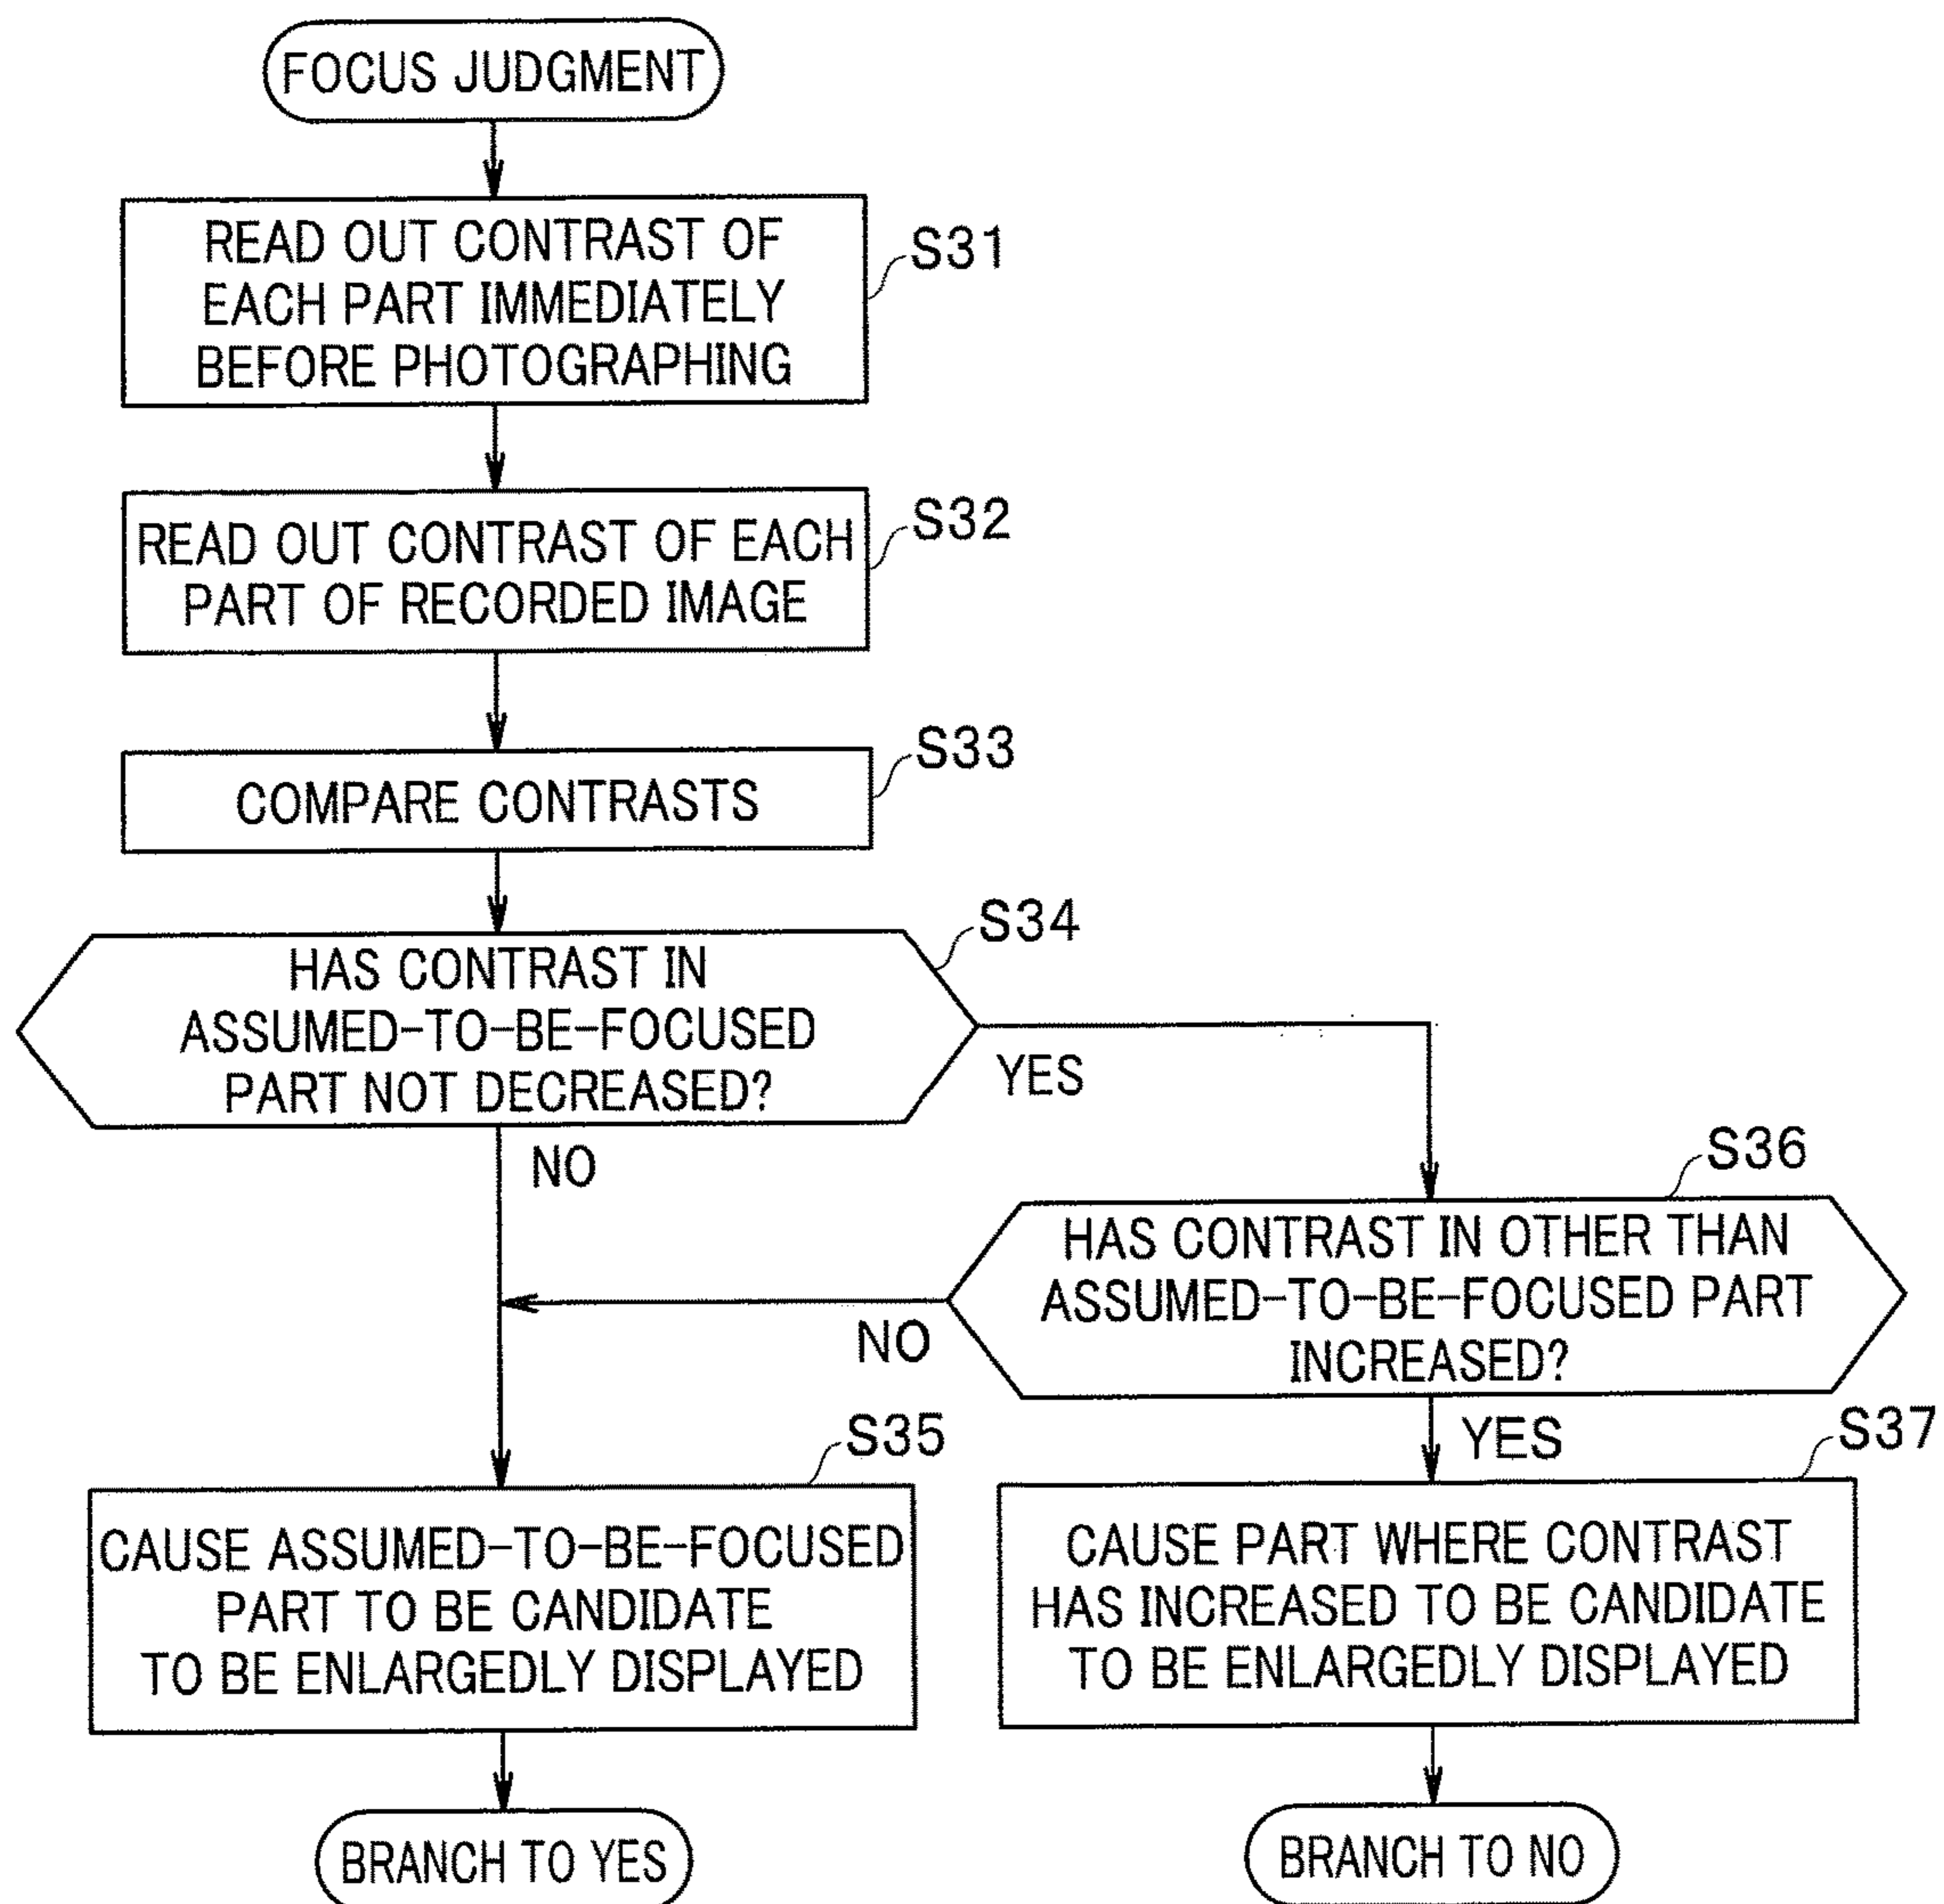 FOCUS JUDGMENT
READ OUT CONTRAST OF
EACH PART IMMEDIATELY
BEFORE PHOTOGRAPHING
S31
READ OUT CONTRAST OF EACH
PART OF RECORDED IMAGE
S32
COMPARE CONTRASTS
S33
HAS CONTRAST IN
ASSUMED-TO-BE-FOCUSED
PART NOT DECREASED?
S34
YES
NO
S36
HAS CONTRAST IN OTHER THAN
ASSUMED-TO-BE-FOCUSED PART
INCREASED?
NO
YES
S35
CAUSE ASSUMED-TO-BE-FOCUSED
PART TO BE CANDIDATE
TO BE ENLARGEDLY DISPLAYED
S37
CAUSE PART WHERE CONTRAST
HAS INCREASED TO BE CANDIDATE
TO BE ENLARGEDLY DISPLAYED
BRANCH TO YES
BRANCH TO NO